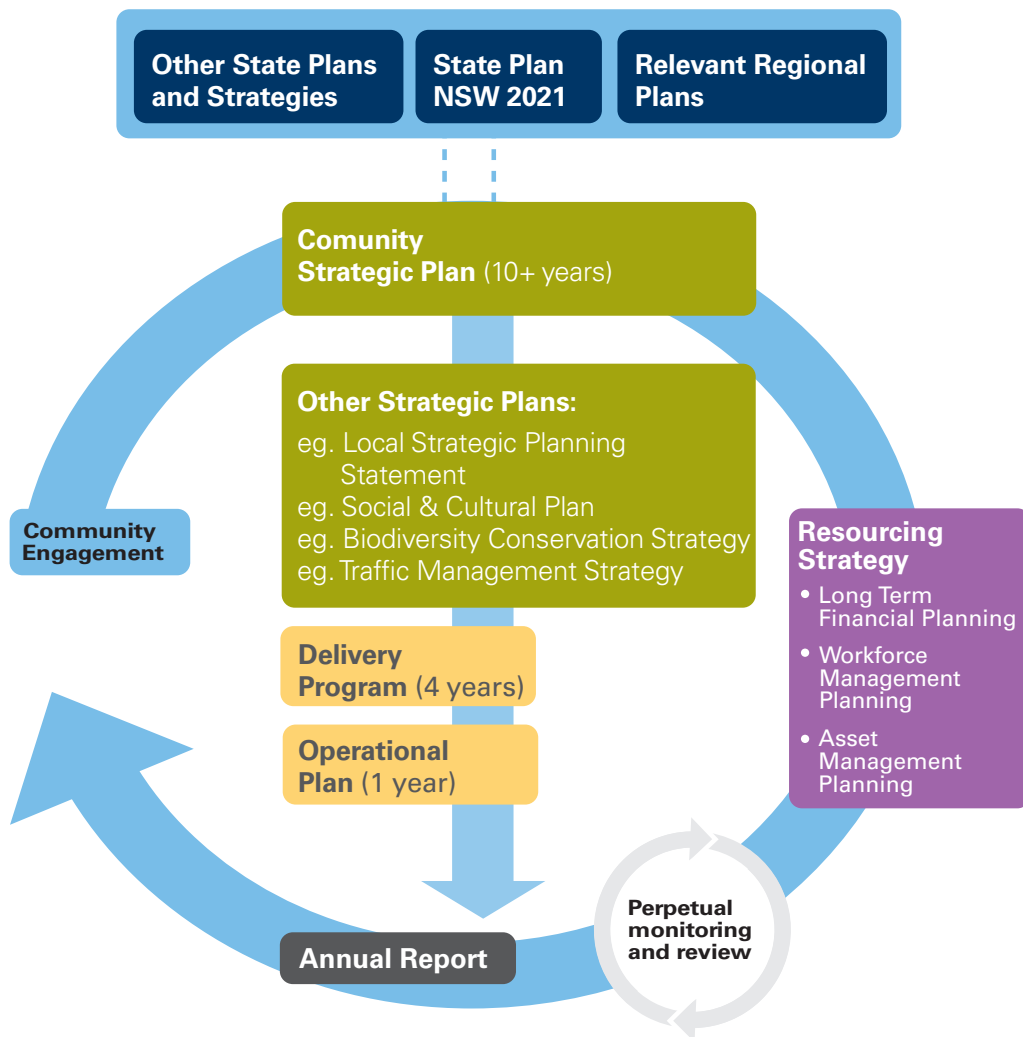 Other State Plans
and Strategies
State Plan
NSW 2021
Relevant Regional
Plans
Comunity
Strategic Plan (10+ years)
Other Strategic Plans:
eg. Local Strategic Planning
Statement
eg. Social & Cultural Plan
eg. Biodiversity Conservation Strategy
eg. Traffic Management Strategy
Community
Engagement
Resourcing
Strategy
• Long Term
Financial Planning
• Workforce
Management
Planning
• Asset
Management
Planning
Delivery
Program (4 years)
Operational
Plan (1 year)
Perpetual
monitoring
and review
Annual Report